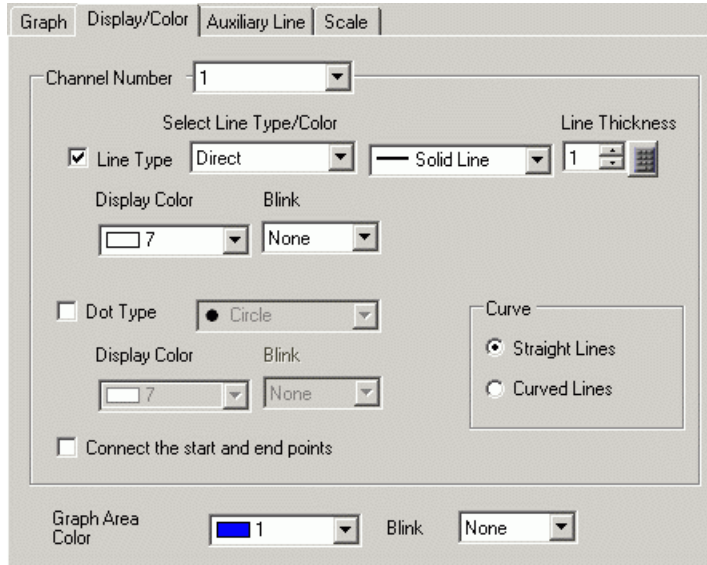 Graph Display/Color Auxiliary Line Scale
Channel Number 1
Select Line Type/Color Line Thickness
Line Type Direct Solid Line 1
Display Color Blink
7 None
Dot Type Circle
Curve
Display Color Blink
Straight Lines
7 None
Curved Lines
Connect the start and end points
Graph Area
Color 1 Blink None